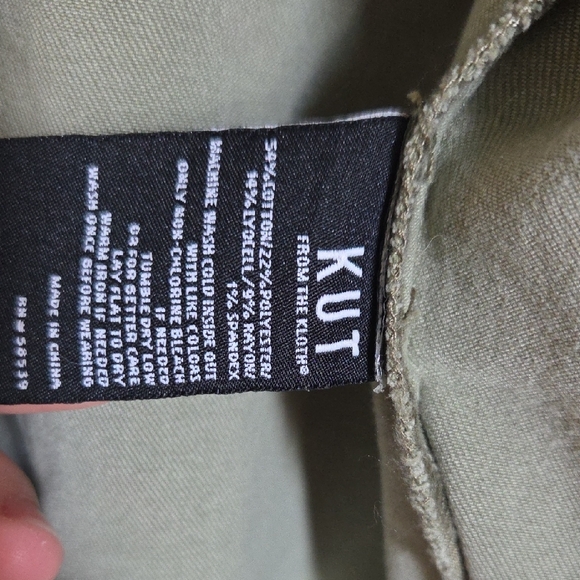 KUT
FROM THE KLOTH®
54%COTTON/22% POLYESTER/
14% LYOCELL/9% RAYON/
1% SPANDEX
MACHINE WASH COLD INSIDE OUT
WITH LIKE COLORS
ONLY NON-CHLORINE BLEACH
IF NEEDED
TUMBLE DRY LOW
OR FOR BETTER CARE
LAY FLAT TO DRY
WARM IRON IF NEEDED
WASH ONCE BEFORE WEARING
MADE IN CHINA
RN# 58539